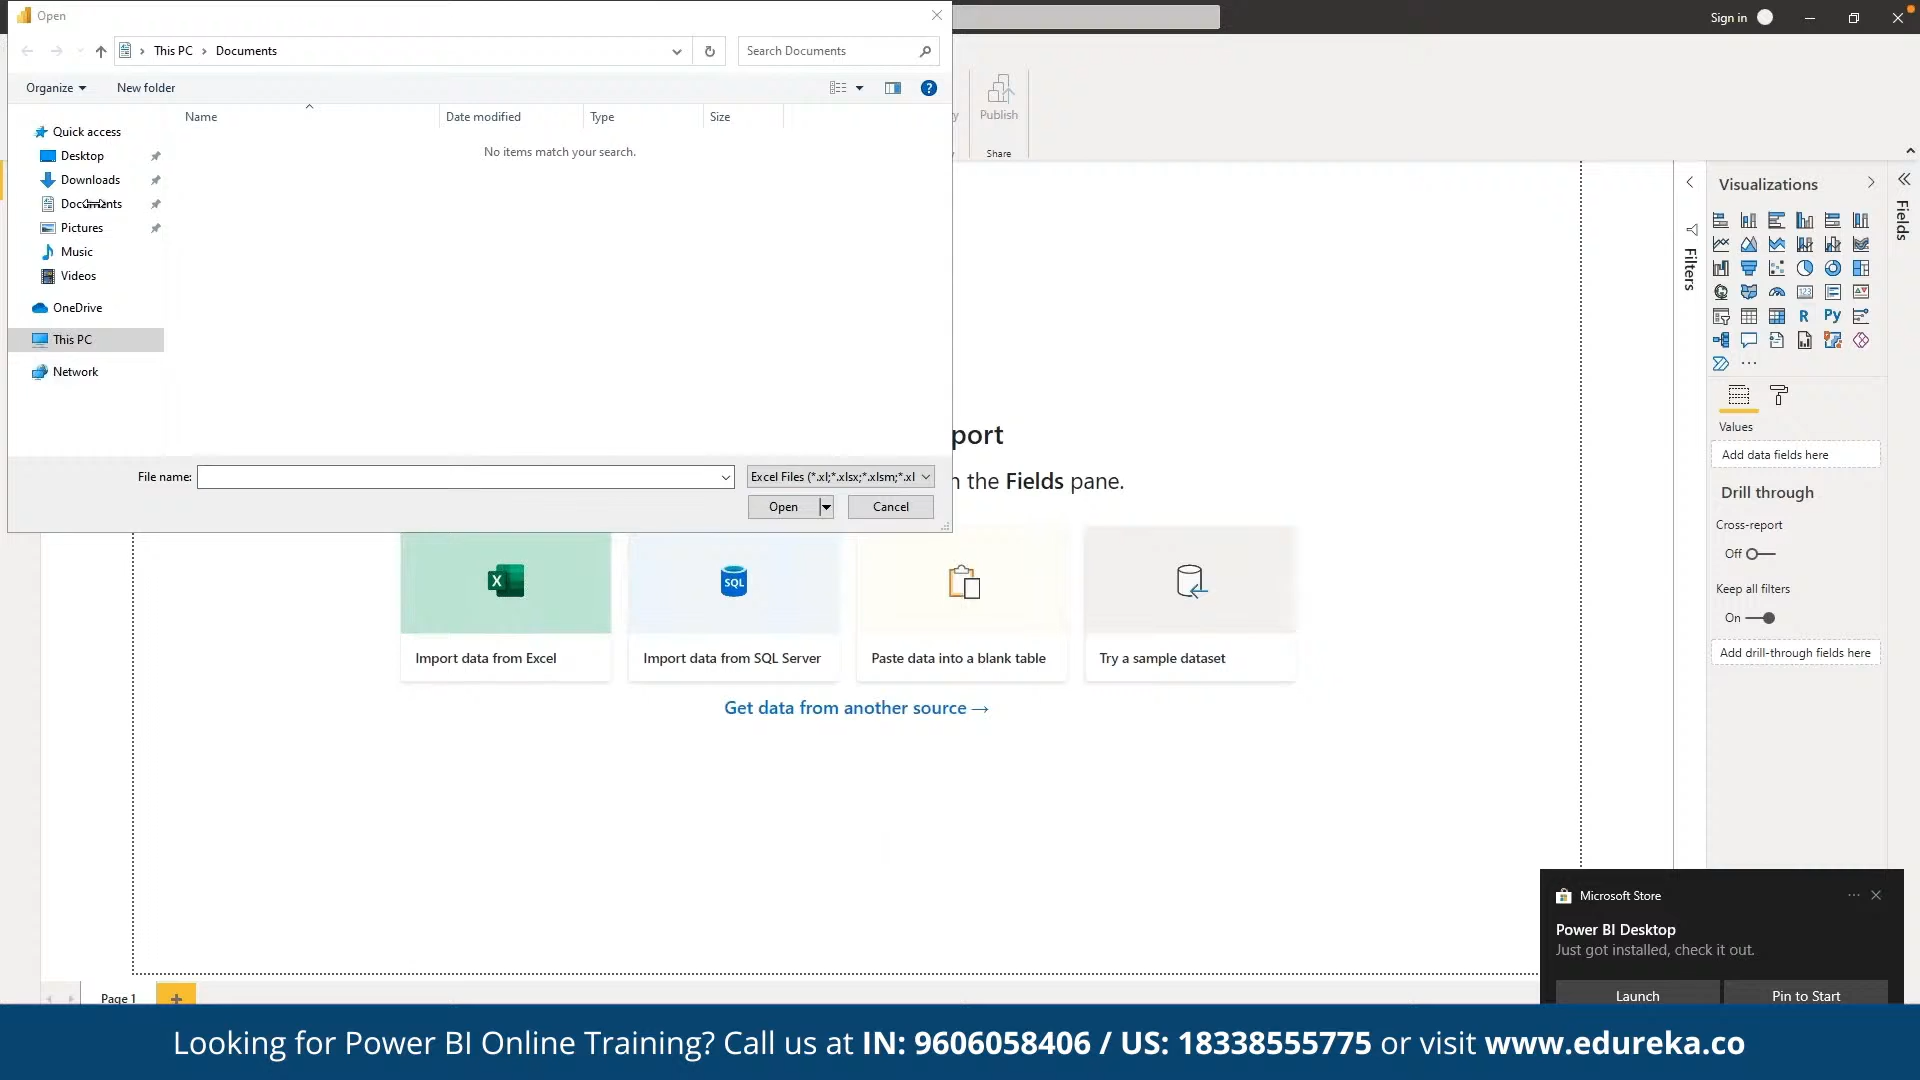 Open
Sign in
This PC
Documents
Search Documents
Organize
New folder
Publish
Share
Name
Date modified
Type
Size
No items match your search.
Quick access
Desktop
Downloads
Documents
Pictures
Music
Videos
OneDrive
This PC
Network
File name:
Excel Files (*.xl;*.xlsx;*.xlsm;*.xl
Open
Cancel
port
n the Fields pane.
X
SQL
Import data from Excel
Import data from SQL Server
Paste data into a blank table
Try a sample dataset
Get data from another source →
Filters
Visualizations
Fields
123
R
Py
Values
Add data fields here
Drill through
Cross-report
Off
Keep all filters
On
Add drill-through fields here
Microsoft Store
Power BI Desktop
Just got installed, check it out.
Launch
Pin to Start
Page 1
Looking for Power BI Online Training? Call us at IN: 9606058406 / US: 18338555775 or visit www.edureka.co